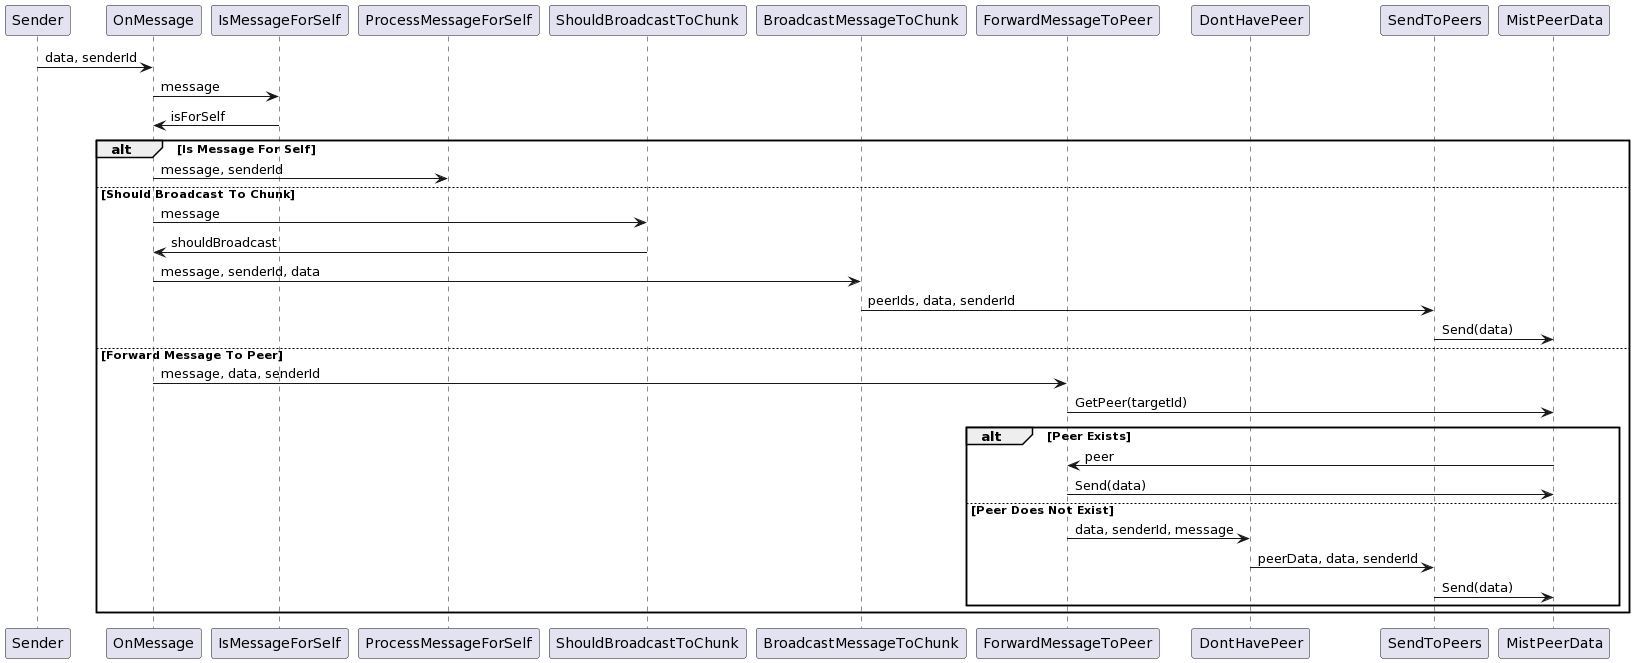 Sender OnMessage IsMessageForSelf ProcessMessageForSelf ShouldBroadcastToChunk BroadcastMessageToChunk ForwardMessageToPeer DontHavePeer SendToPeers MistPeerData
data, senderId
message
isForSelf
alt [Is Message For Self]
message, senderId
[Should Broadcast To Chunk]
message
shouldBroadcast
message, senderId, data
peerIds, data, senderId
Send(data)
[Forward Message To Peer]
message, data, senderId
GetPeer(targetId)
alt [Peer Exists]
peer
Send(data)
[Peer Does Not Exist]
data, senderId, message
peerData, data, senderId
Send(data)
Sender OnMessage IsMessageForSelf ProcessMessageForSelf ShouldBroadcastToChunk BroadcastMessageToChunk ForwardMessageToPeer DontHavePeer SendToPeers MistPeerData